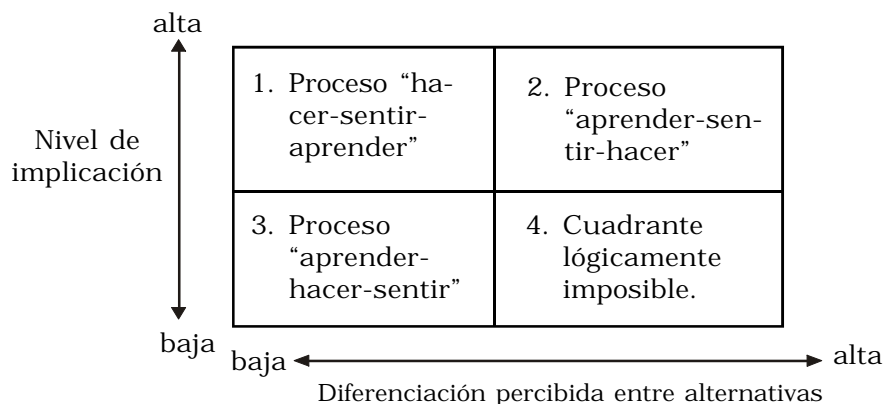 alta
Nivel de
implicación
1. Proceso “ha-
cer-sentir-
aprender”
2. Proceso
“aprender-sen-
tir-hacer”
3. Proceso
“aprender-
hacer-sentir”
4. Cuadrante
lógicamente
imposible.
baja
baja
alta
Diferenciación percibida entre alternativas